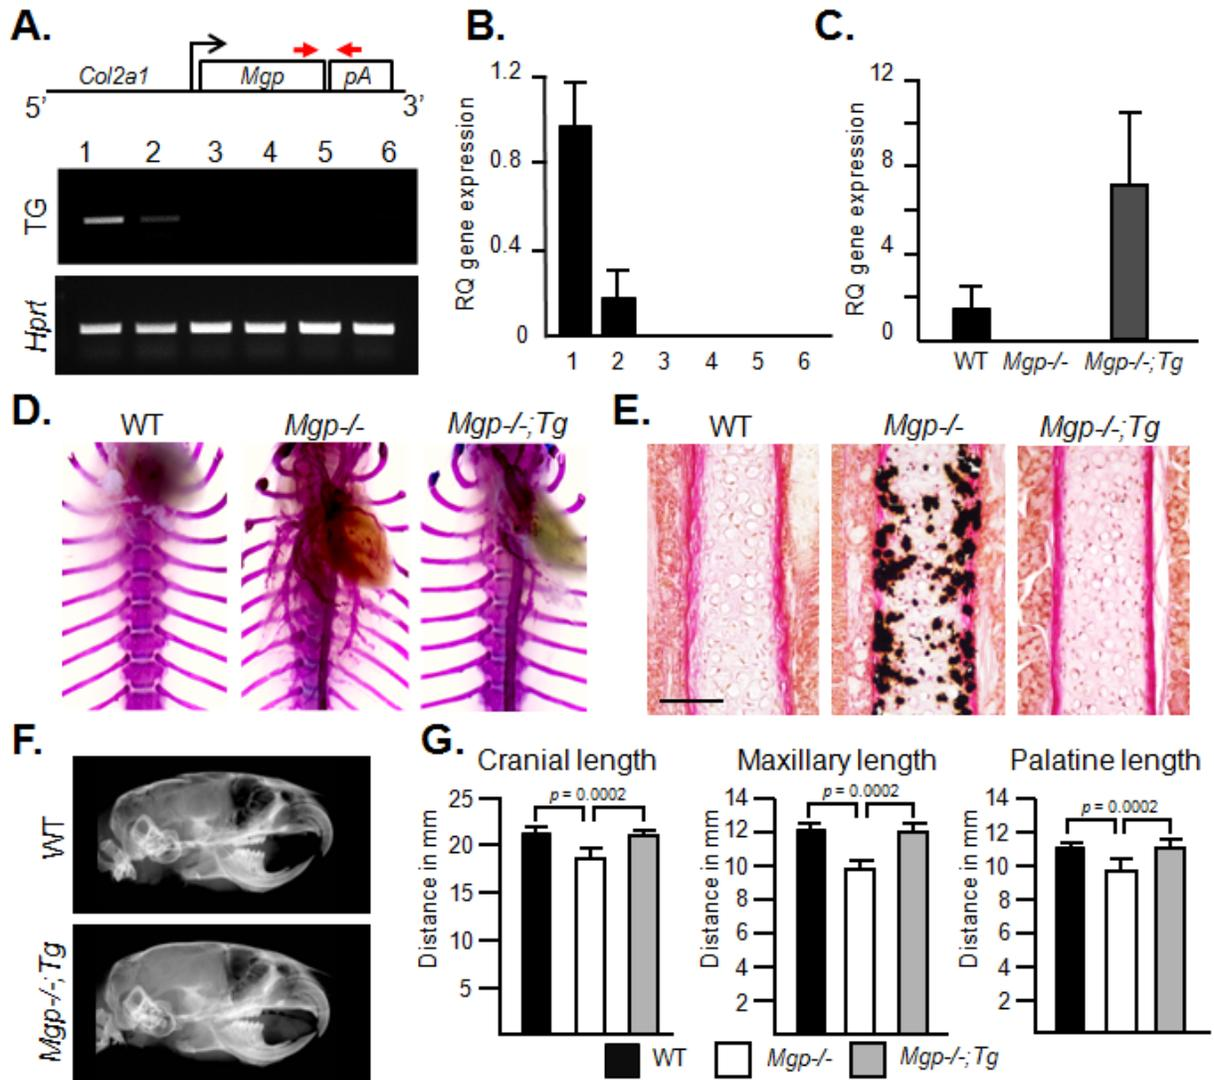 A.
Col2a1 Mgp pA
5’ 3’
1 2 3 4 5 6
TG
Hprt
B.
RQ gene expression
1.2
0.8
0.4
0
1 2 3 4 5 6
C.
RQ gene expression
12
8
4
0
WT Mgp-/- Mgp-/-;Tg
D.
WT Mgp-/- Mgp-/-;Tg
E.
WT Mgp-/- Mgp-/-;Tg
F.
WT
Mgp-/-;Tg
G.
Cranial length
p = 0.0002
Distance in mm
25
20
15
10
5
Maxillary length
p = 0.0002
Distance in mm
14
12
10
8
6
4
2
Palatine length
p = 0.0002
Distance in mm
14
12
10
8
6
4
2
WT Mgp-/- Mgp-/-;Tg